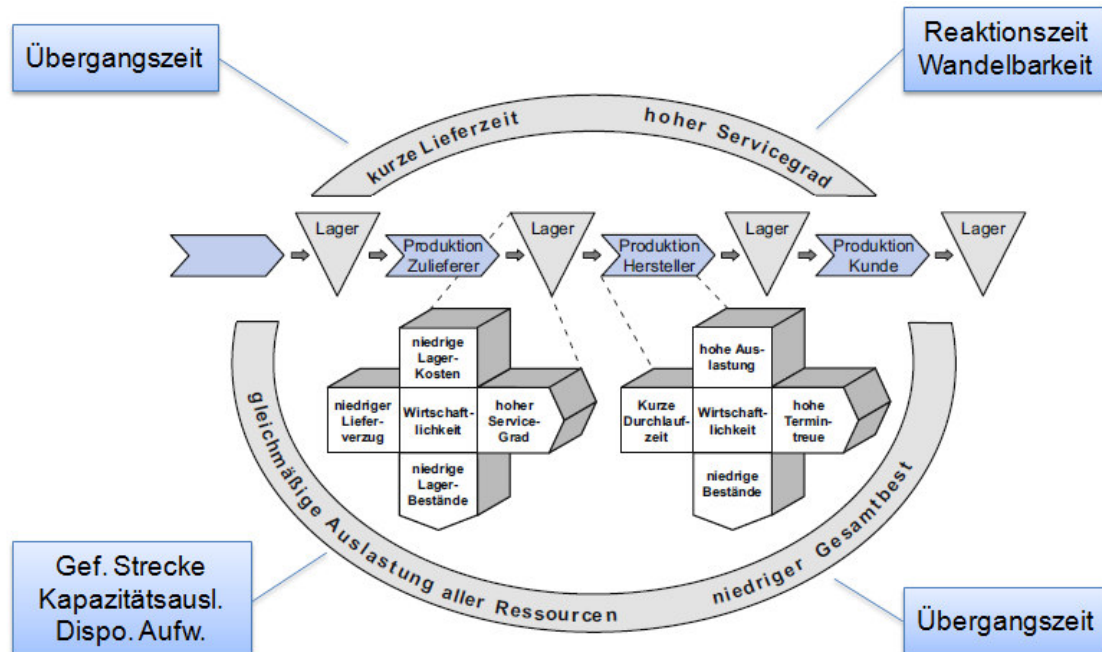 Übergangszeit
Reaktionszeit
Wandelbarkeit
kurze Lieferzeit
hoher Servicegrad
Lager
Produktion
Zulieferer
Lager
Produktion
Hersteller
Lager
Produktion
Kunde
Lager
niedrige
Lager-
Kosten
niedriger
Liefer-
verzug
Wirtschaft-
lichkeit
hoher
Service-
Grad
niedrige
Lager-
Bestände
hohe Aus-
lastung
Kurze
Durchlauf-
zeit
Wirtschaft-
lichkeit
hohe
Termin-
treue
niedrige
Bestände
gleichmäßige Auslastung aller Ressourcen
niedriger Gesamtbest
Gef. Strecke
Kapazitätsausl.
Dispo. Aufw.
Übergangszeit